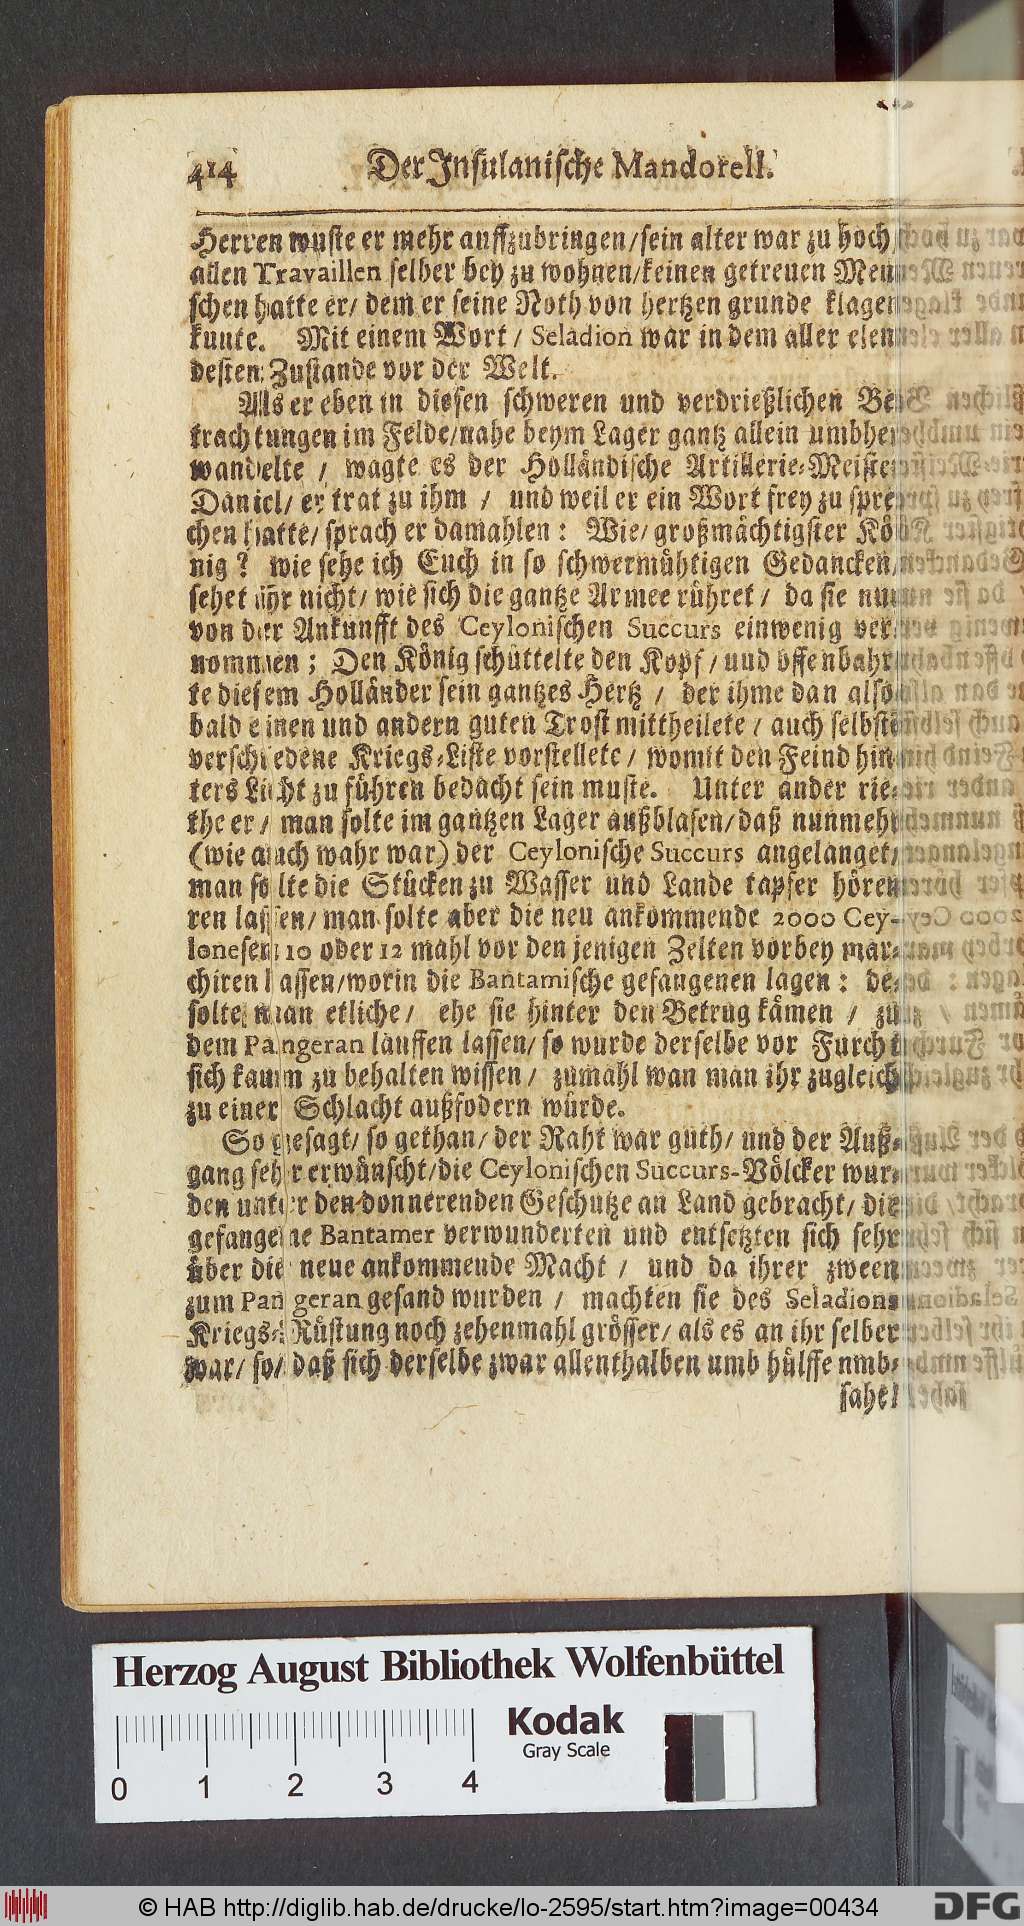 414 Der Insulanische Mandorell.
Herren wuste er mehr auffzubringen/sein alter war zu hoch
allen Travaillen selber bey zu wohnen/keinen getreuen Men-
schen hatte er/ dem er seine Noth von hertzen grunde klagen
kunte. Mit einem Wort/ Seladion war in dem aller elen-
desten Zustande vor der Welt.
Als er eben in diesen schweren und verdrießlichen Be-
trachtungen im Felde/nahe beym Lager gantz allein umbher
wandelte / wagte es der Holländische Artillerie-Meister
Daniel/ er trat zu ihm / und weil er ein Wort frey zu spre-
chen hatte/ sprach er damahlen: Wie/ großmächtigster Kö-
nig? wie sehe ich Euch in so schwermühtigen Gedancken/
sehet ihr nicht/ wie sich die gantze Armee rühret/ da sie nun
von der Ankunfft des Ceylonischen Succurs einwenig ver-
nommen; Den König schüttelte den Kopf/ und offenbahr-
te diesem Holländer sein gantzes Hertz / der ihme dan also
bald einen und andern guten Trost mittheilete/ auch selbsten
verschiedene Kriegs-Liste vorstellete/ womit den Feind hin-
ters Licht zu führen bedacht sein muste. Unter ander rie-
the er/ man solte im gantzen Lager außblasen/daß nunmehr
(wie auch wahr war) der Ceylonische Succurs angelanget/
man solte die Stücken zu Wasser und Lande tapfer hören
ren lassen/ man solte aber die neu ankommende 2000 Cey-
lonesen 10 oder 12 mahl vor den jenigen Zelten vorbey mar-
chiren lassen/worin die Bantamische gefangenen lagen: de-
solte man etliche/ ehe sie hinter den Betrug kämen / zu
dem Pangeran lauffen lassen/ so wurde derselbe vor Furcht
sich kaum zu behalten wissen/ zumahl wan man ihr zugleich
zu einer Schlacht außfodern würde.
So gesagt/ so gethan/ der Raht war guth/ und der Auß-
gang sehr erwünscht/die Ceylonischen Succurs-Völcker wur-
den unter den donnerenden Geschutze an Land gebracht/ die
gefangene Bantamer verwunderten und entsetzten sich sehr
über die neue ankommende Macht / und da ihrer zween
zum Pangeran gesand wurden / machten sie des Seladions
Kriegs-Rüstung noch zehenmahl grösser/ als es an ihr selber
war/ so/ daß sich derselbe zwar allenthalben umb hülffe umb-
sahe/
Herzog August Bibliothek Wolfenbüttel
Kodak
Gray Scale
0 1 2 3 4
© HAB http://diglib.hab.de/drucke/lo-2595/start.htm?image=00434
DFG